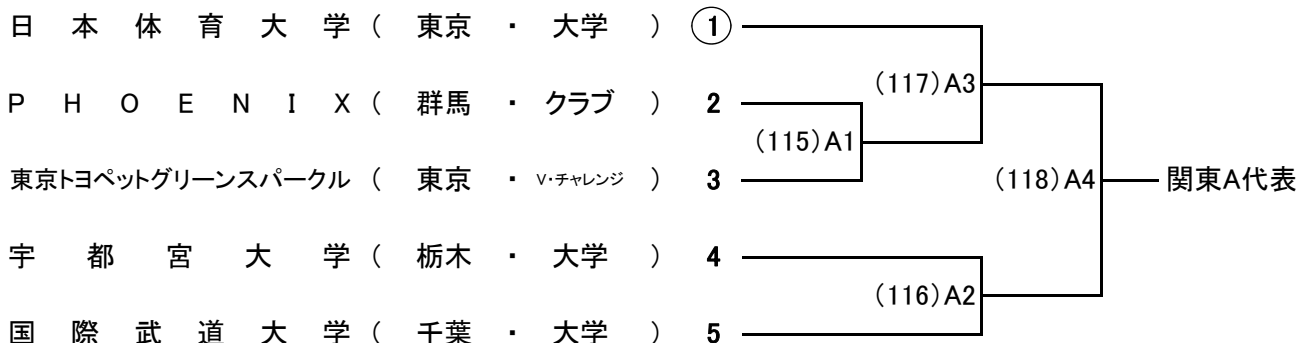 日本体育大学（東京・大学）①
(117)A3
PHOENIX（群馬・クラブ）2
(115)A1
東京トヨペットグリーンスパークル（東京・V・チャレンジ）3
(118)A4 関東A代表
宇都宮大学（栃木・大学）4
(116)A2
国際武道大学（千葉・大学）5